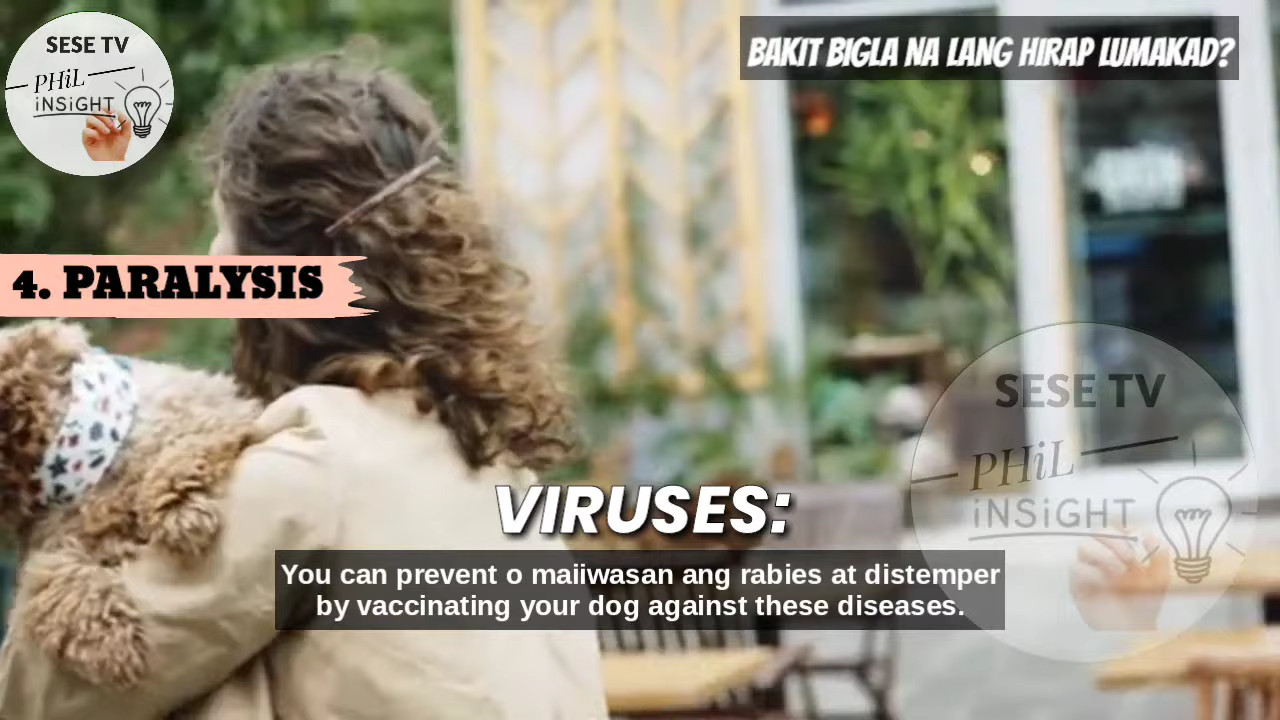 SESE TV
PHiL
iNSiGHT
BAKIT BIGLA NA LANG HIRAP LUMAKAD?
4. PARALYSIS
SESE TV
PHiL
iNSiGHT
VIRUSES:
You can prevent o maiiwasan ang rabies at distemper
by vaccinating your dog against these diseases.